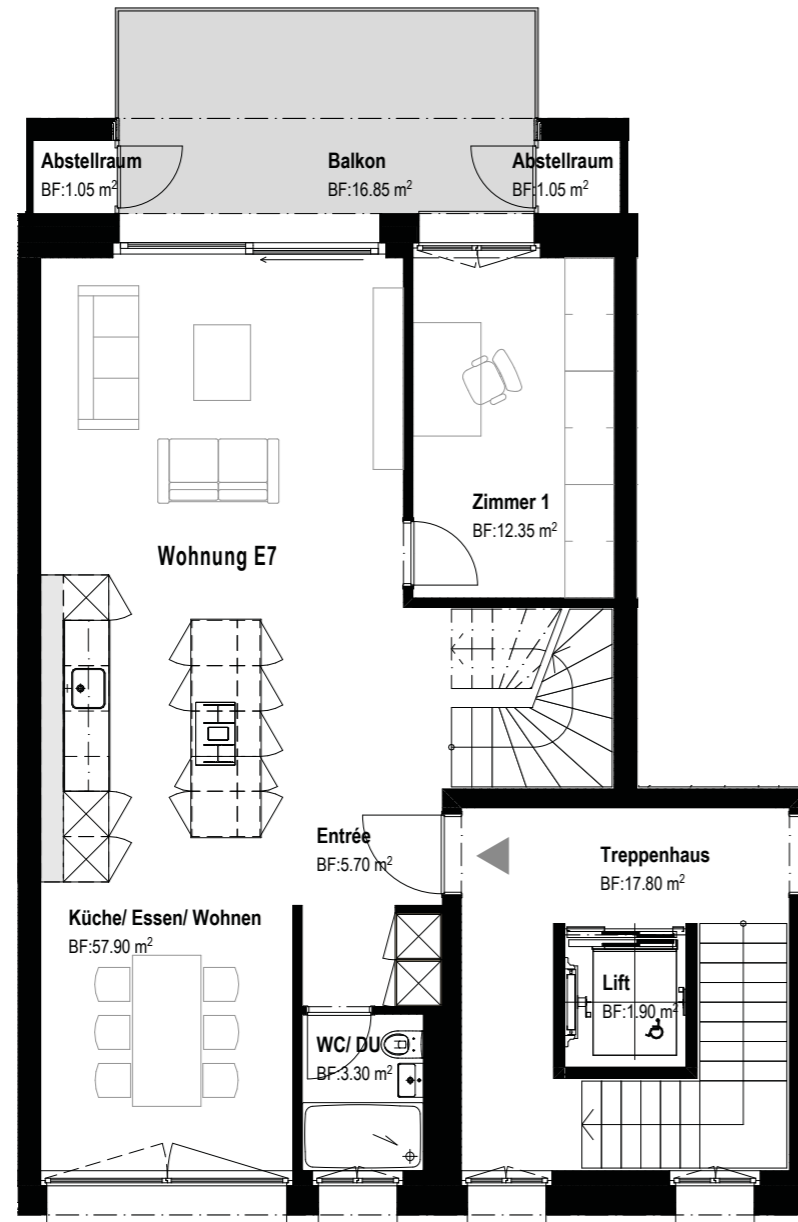 Abstellraum
BF:1.05 m²
Balkon
BF:16.85 m²
Abstellraum
BF:1.05 m²
Zimmer 1
BF:12.35 m²
Wohnung E7
Entrée
BF:5.70 m²
Treppenhaus
BF:17.80 m²
Küche/ Essen/ Wohnen
BF:57.90 m²
Lift
BF:1.90 m²
WC/ DU
BF:3.30 m²